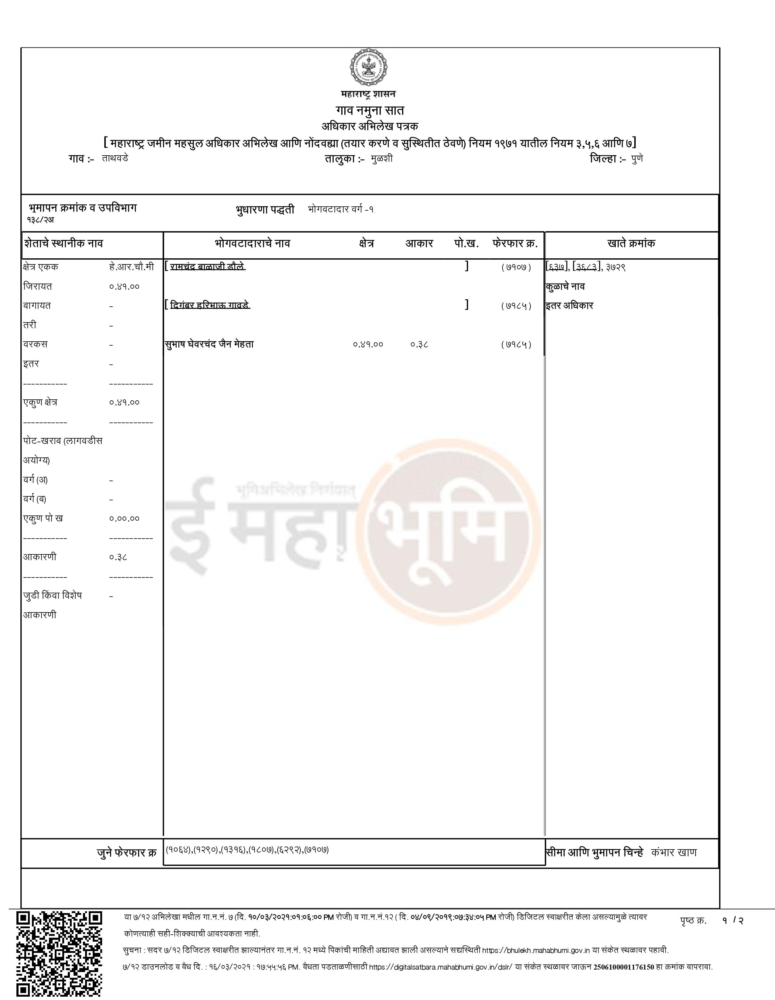 महाराष्ट्र शासन
गाव नमुना सात
अधिकार अभिलेख पत्रक
[ महाराष्ट्र जमीन महसुल अधिकार अभिलेख आणि नोंदवह्या (तयार करणे व सुस्थितीत ठेवणे) नियम १९७१ यातील नियम ३,५,६ आणि ७]
गाव :- ताथवडे तालुका :- मुळशी जिल्हा :- पुणे
भूमापन क्रमांक व उपविभाग भुधारणा पद्धती भोगवटादार वर्ग -१
१३८/२अ
शेताचे स्थानीक नाव भोगवटादाराचे नाव क्षेत्र आकार पो.ख. फेरफार क्र. खाते क्रमांक
क्षेत्र एकक हे.आर.चौ.मी [ रामचंद्र बाळाजी डौले ] ( ७१०७ ) [६३७], [३६८३], ३७२९
जिरायत ०.४१.०० कुळाचे नाव
बागायत - [ दिगंबर हरिभाऊ गावडे ] ( ७१८५ ) इतर अधिकार
तरी -
वरकस - सुभाष घेवरचंद जैन मेहता ०.४१.०० ०.३८ ( ७१८५ )
इतर -
----------- -----------
एकुण क्षेत्र ०.४१.००
----------- -----------
पोट-खराव (लागवडीस
अयोग्य)
वर्ग (अ) -
वर्ग (ब) -
एकुण पो ख ०.००.००
----------- -----------
आकारणी ०.३८
----------- -----------
जुडी किंवा विशेष -
आकारणी
भूमिअभिलेख निर्णयात्
ई महाभूमि
जुने फेरफार क्र (१०६४),(१२९०),(१३१६),(१८०७),(६२९२),(७१०७) सीमा आणि भुमापन चिन्हे कंभार खाण
या ७/१२ अभिलेखा मधील गा.न.नं. ७ (दि. १०/०३/२०२१:०१:०६:०० PM रोजी) व गा.न.नं.१२ ( दि. ०४/०९/२०१९:०७:३४:०५ PM रोजी) डिजिटल स्वाक्षरीत केला असल्यामुळे त्यावर पृष्ठ क्र. १ / २
कोणत्याही सही-शिक्क्याची आवश्यकता नाही.
सुचना : सदर ७/१२ डिजिटल स्वाक्षरीत झाल्यानंतर गा.न.नं. १२ मध्ये पिकांची माहिती अद्यावत झाली असल्याने सद्यस्थिती https://bhulekh.mahabhumi.gov.in या संकेत स्थळावर पहावी.
७/१२ डाउनलोड व वैध दि. : १६/०३/२०२१ : १७:५५:५६ PM. वैधता पडताळणीसाठी https://digitalsatbara.mahabhumi.gov.in/dslr/ या संकेत स्थळावर जाऊन 2506100001176150 हा क्रमांक वापरावा.